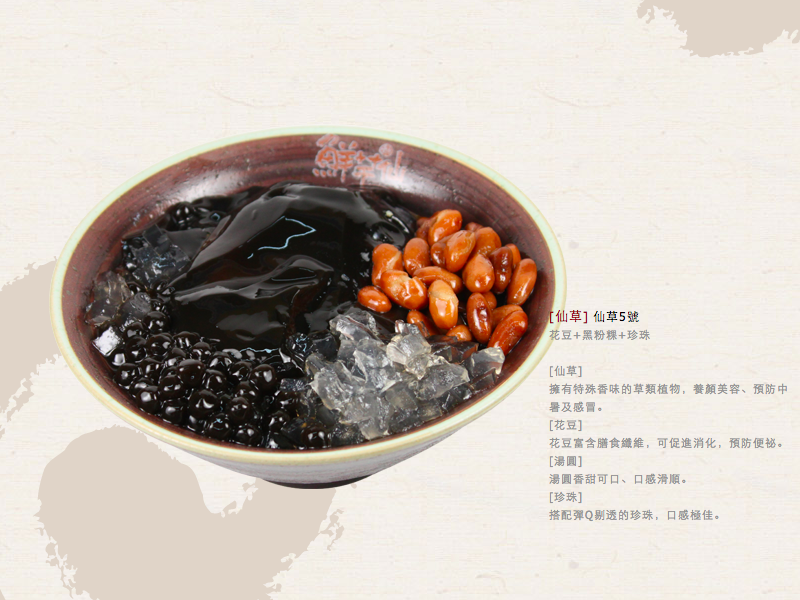 鮮芋仙
[仙草] 仙草5號
花豆+黑粉粿+珍珠
[仙草]
擁有特殊香味的草類植物，養顏美容、預防中
暑及感冒。
[花豆]
花豆富含膳食纖維，可促進消化，預防便祕。
[湯圓]
湯圓香甜可口、口感滑順。
[珍珠]
搭配彈Q剔透的珍珠，口感極佳。